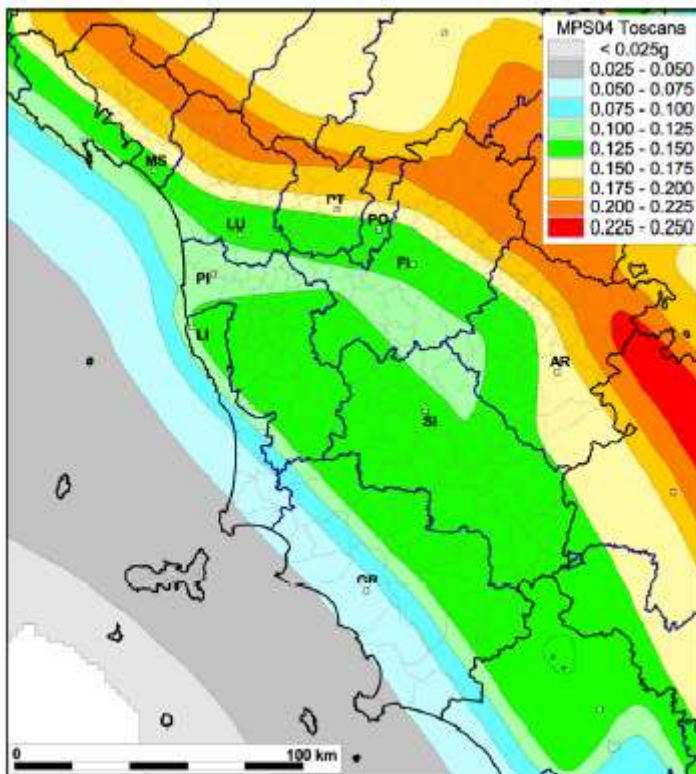 MPS04 Toscana
< 0.025g
0.025 - 0.050
0.050 - 0.075
0.075 - 0.100
0.100 - 0.125
0.125 - 0.150
0.150 - 0.175
0.175 - 0.200
0.200 - 0.225
0.225 - 0.250
MS
PT
LU
PO
FI
PI
LI
AR
SI
GR
0
100 km